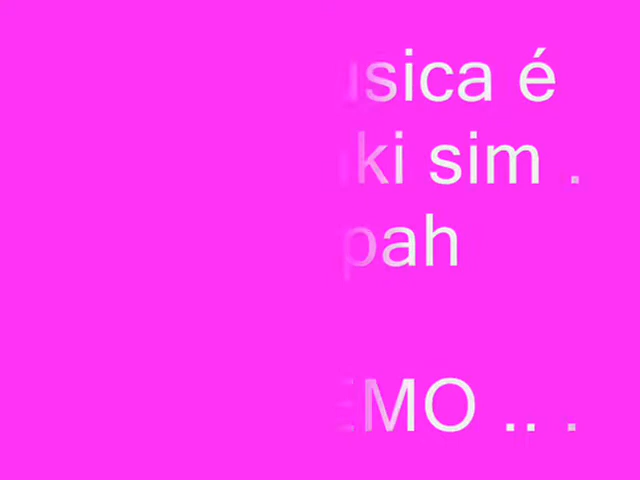 usica é
ki sim .
pah
EMO .. .